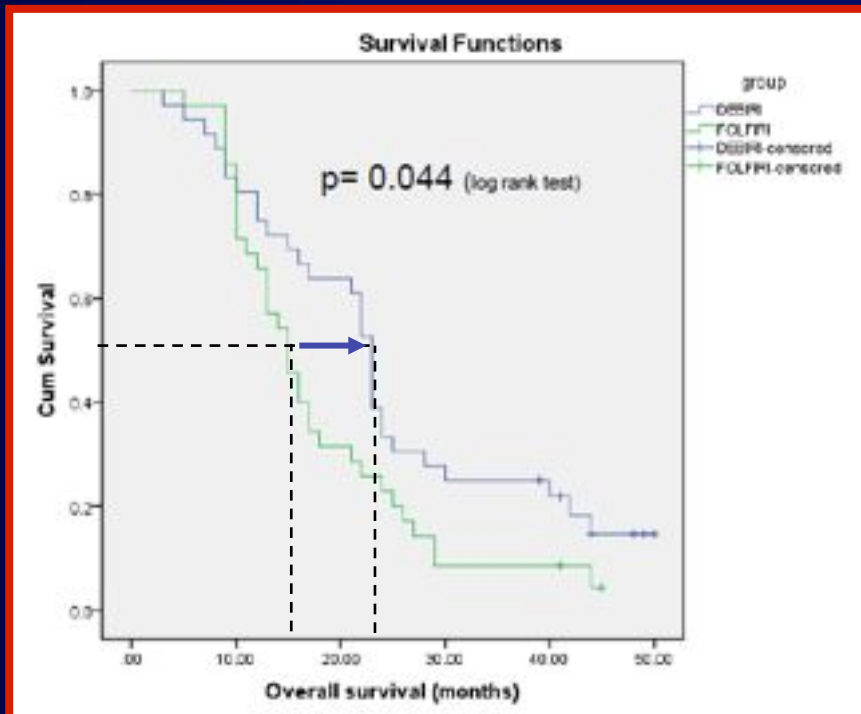 Survival Functions
group
DEBIRI
FOLFIRI
DEBIRI-censored
FOLFIRI-censored
p= 0.044 (log rank test)
Cum Survival
1.0
0.8
0.6
0.4
0.2
0.0
.00 10.00 20.00 30.00 40.00 50.00
Overall survival (months)